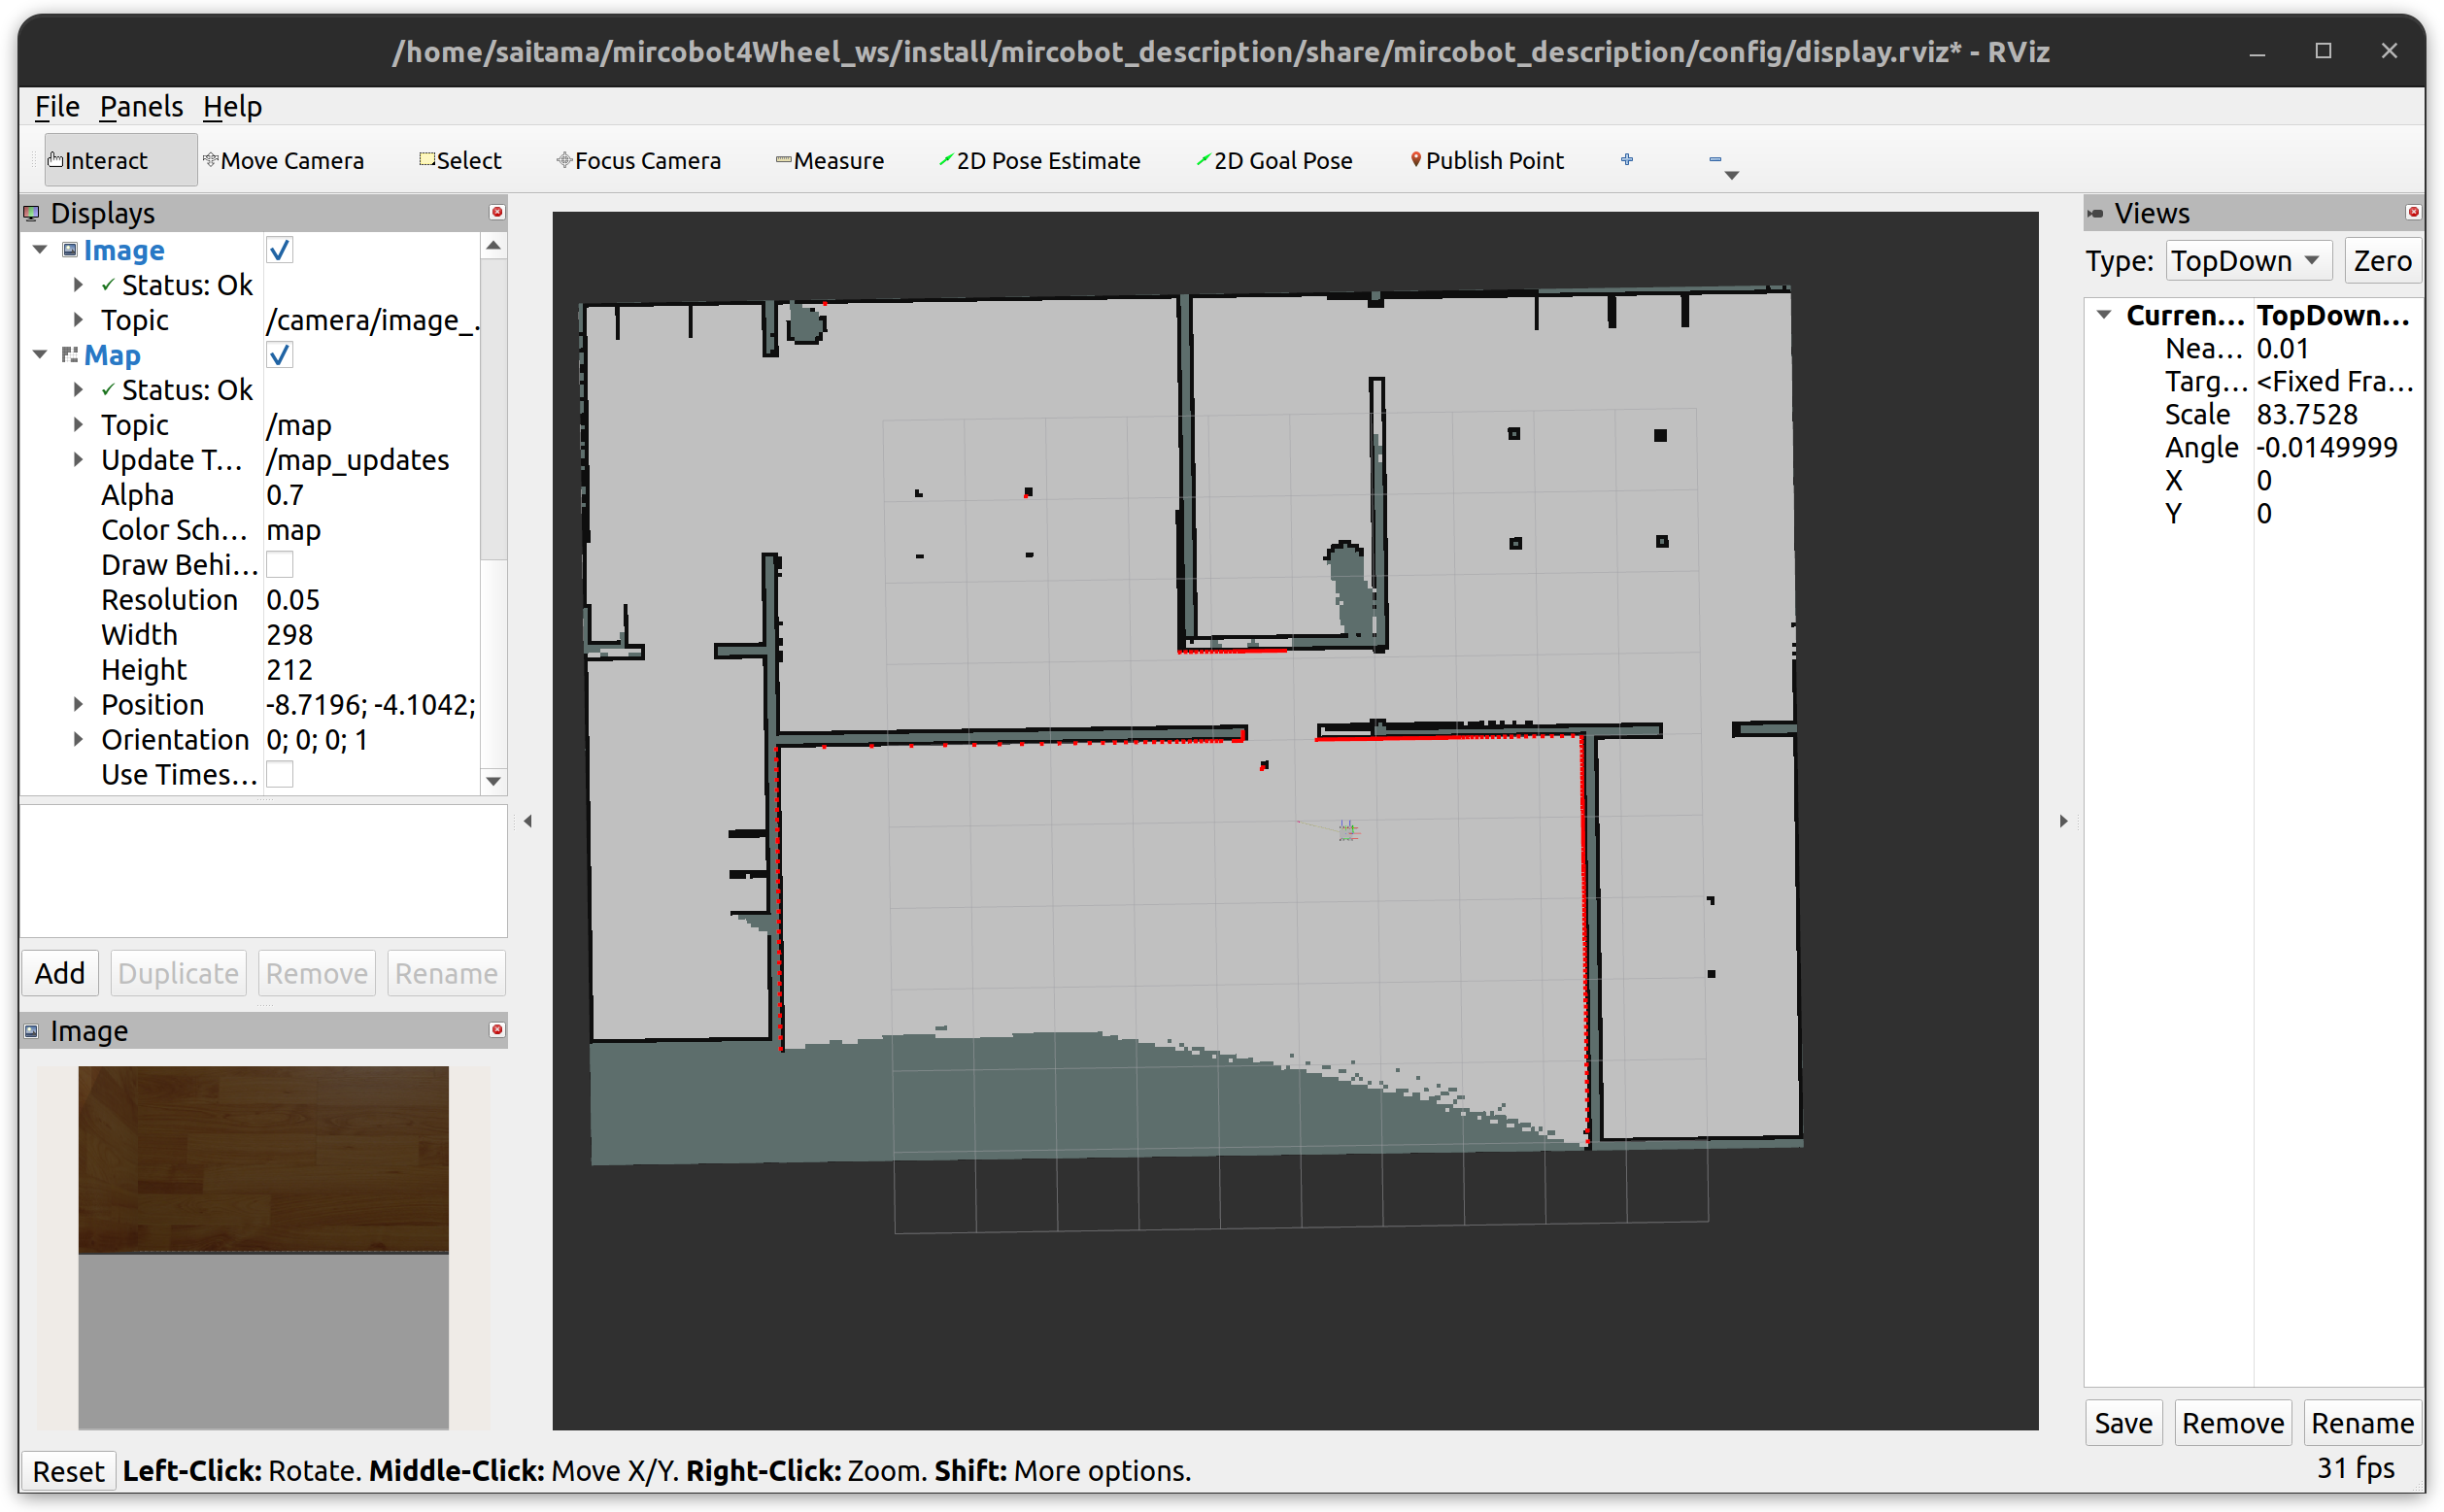 /home/saitama/mircobot4Wheel_ws/install/mircobot_description/share/mircobot_description/config/display.rviz* - RViz
File Panels Help
Interact Move Camera Select Focus Camera Measure 2D Pose Estimate 2D Goal Pose Publish Point
Displays
Image
Status: Ok
Topic /camera/image_.
Map
Status: Ok
Topic /map
Update T... /map_updates
Alpha 0.7
Color Sch... map
Draw Behi...
Resolution 0.05
Width 298
Height 212
Position -8.7196; -4.1042;
Orientation 0; 0; 0; 1
Use Times...
Add Duplicate Remove Rename
Image
Views
Type: TopDown Zero
Curren... TopDown...
Nea... 0.01
Targ... <Fixed Fra...
Scale 83.7528
Angle -0.0149999
X 0
Y 0
Save Remove Rename
Reset Left-Click: Rotate. Middle-Click: Move X/Y. Right-Click: Zoom. Shift: More options.
31 fps